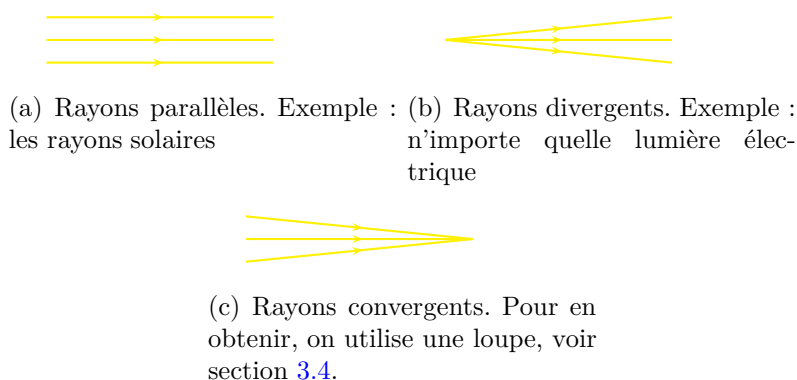 (a) Rayons parallèles. Exemple :
les rayons solaires
(b) Rayons divergents. Exemple :
n'importe quelle lumière élec-
trique
(c) Rayons convergents. Pour en
obtenir, on utilise une loupe, voir
section 3.4.